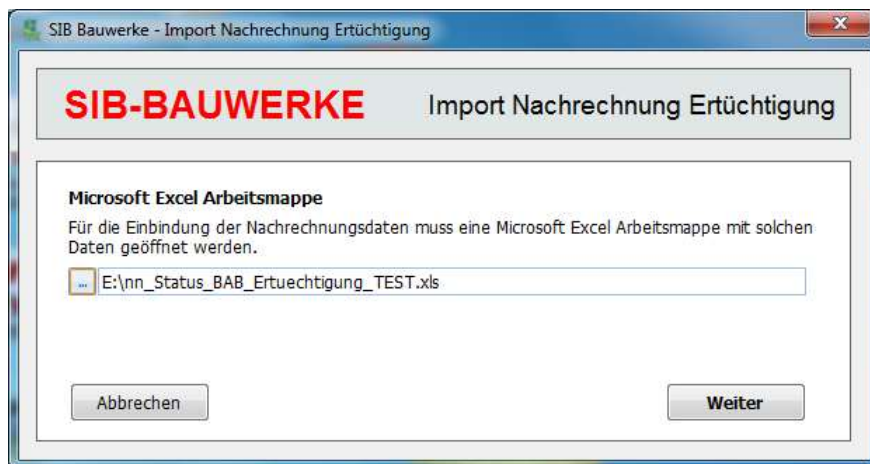 SIB Bauwerke - Import Nachrechnung Ertüchtigung
SIB-BAUWERKE Import Nachrechnung Ertüchtigung
Microsoft Excel Arbeitsmappe
Für die Einbindung der Nachrechnungsdaten muss eine Microsoft Excel Arbeitsmappe mit solchen
Daten geöffnet werden.
... E:\nn_Status_BAB_Ertuechtigung_TEST.xls
Abbrechen Weiter